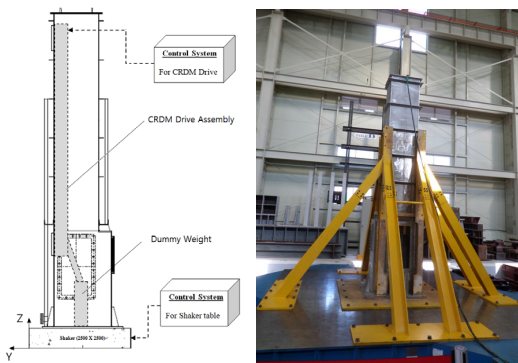 Control System
For CRDM Drive
CRDM Drive Assembly
Dummy Weight
Control System
For Shaker table
Z
Shaker (2500 X 2500)
Y